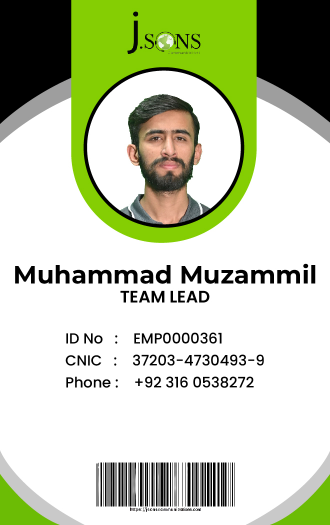 j.SONS
Muhammad Muzammil
TEAM LEAD
ID No : EMP0000361
CNIC : 37203-4730493-9
Phone : +92 316 0538272